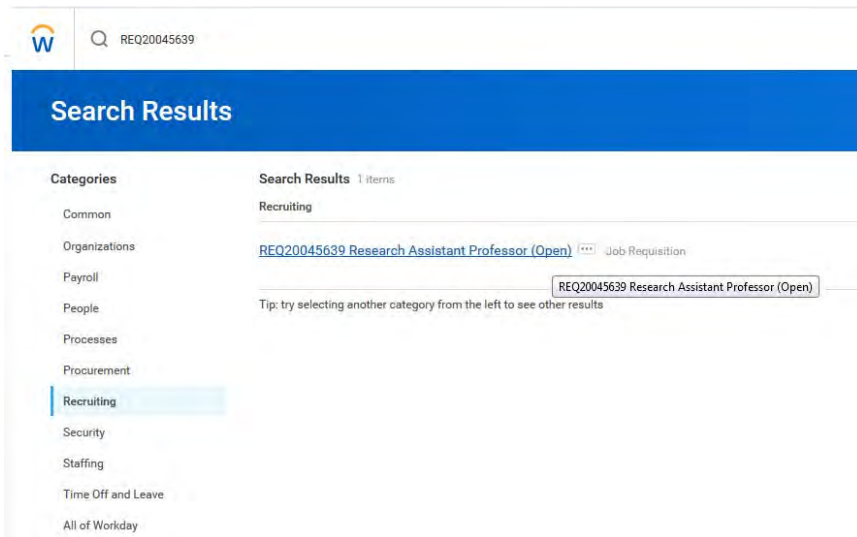 REQ20045639
Search Results
Categories
Common
Organizations
Payroll
People
Processes
Procurement
Recruiting
Security
Staffing
Time Off and Leave
All of Workday
Search Results 1 items
Recruiting
REQ20045639 Research Assistant Professor (Open) ... Job Requisition
REQ20045639 Research Assistant Professor (Open)
Tip: try selecting another category from the left to see other results